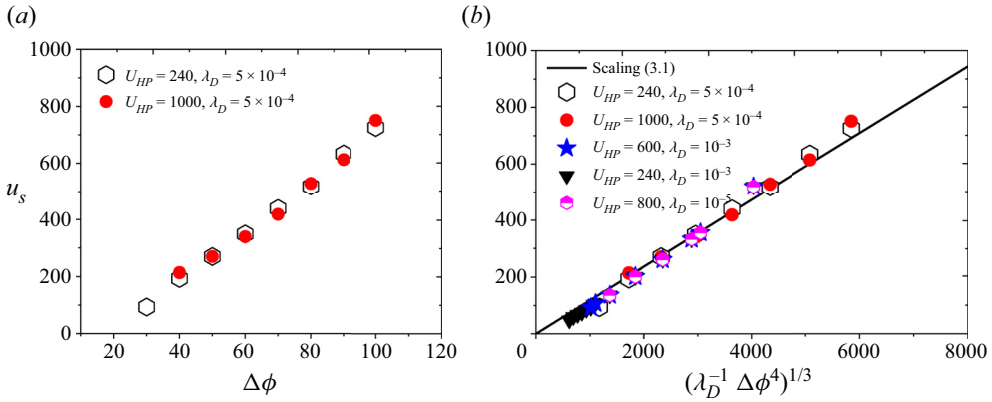 (a)
1000
800
600
400
200
0
u_s
20 40 60 80 100 120
Δϕ
U_HP = 240, λ_D = 5 × 10^–4
U_HP = 1000, λ_D = 5 × 10^–4
(b)
1000
800
600
400
200
0 2000 4000 6000 8000
(λ_D^–1 Δϕ^4)^1/3
Scaling (3.1)
U_HP = 240, λ_D = 5 × 10^–4
U_HP = 1000, λ_D = 5 × 10^–4
U_HP = 600, λ_D = 10^–3
U_HP = 240, λ_D = 10^–3
U_HP = 800, λ_D = 10^–5